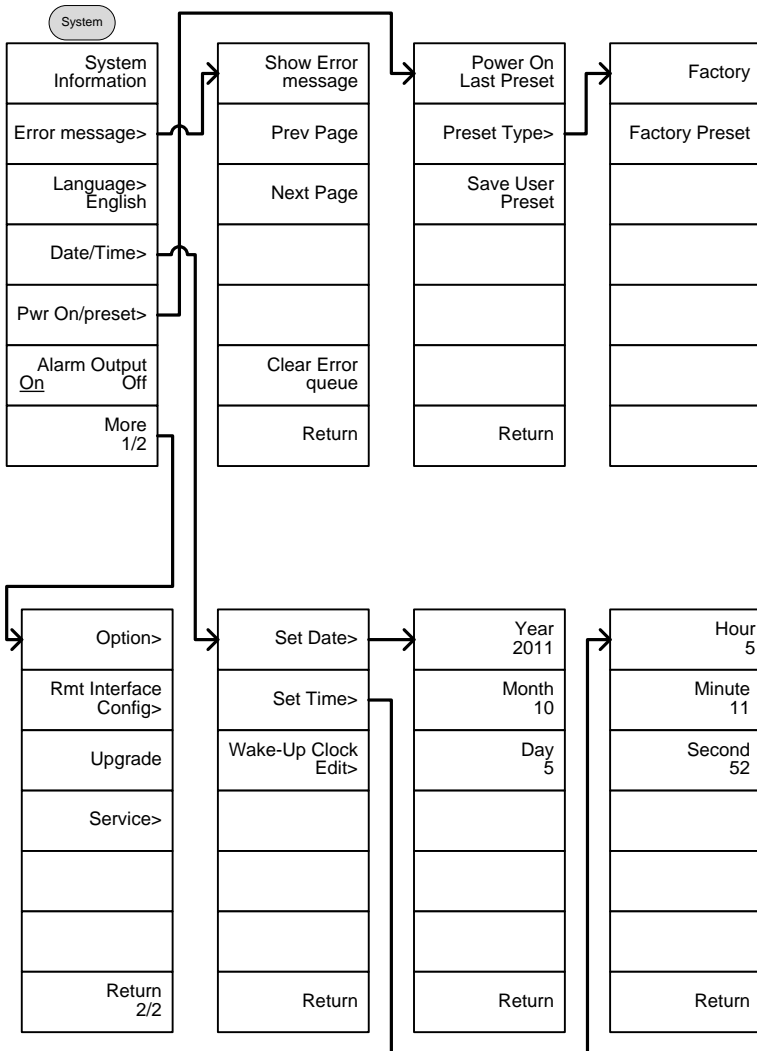 System
System
Information
Error message>
Language>
English
Date/Time>
Pwr On/preset>
Alarm Output
On Off
More
1/2
Show Error
message
Prev Page
Next Page
Clear Error
queue
Return
Power On
Last Preset
Preset Type>
Save User
Preset
Return
Factory
Factory Preset
Option>
Rmt Interface
Config>
Upgrade
Service>
Return
2/2
Set Date>
Set Time>
Wake-Up Clock
Edit>
Return
Year
2011
Month
10
Day
5
Return
Hour
5
Minute
11
Second
52
Return